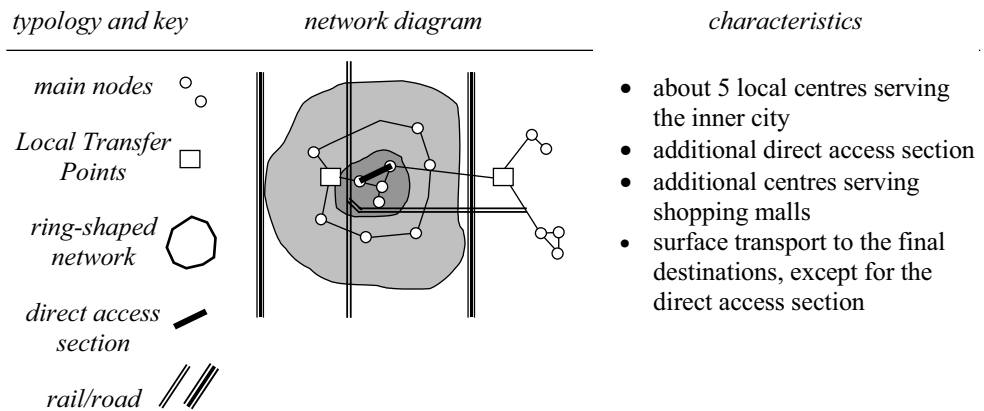 typology and key
network diagram
characteristics
main nodes
Local Transfer
Points
ring-shaped
network
direct access
section
rail/road
• about 5 local centres serving
the inner city
• additional direct access section
• additional centres serving
shopping malls
• surface transport to the final
destinations, except for the
direct access section